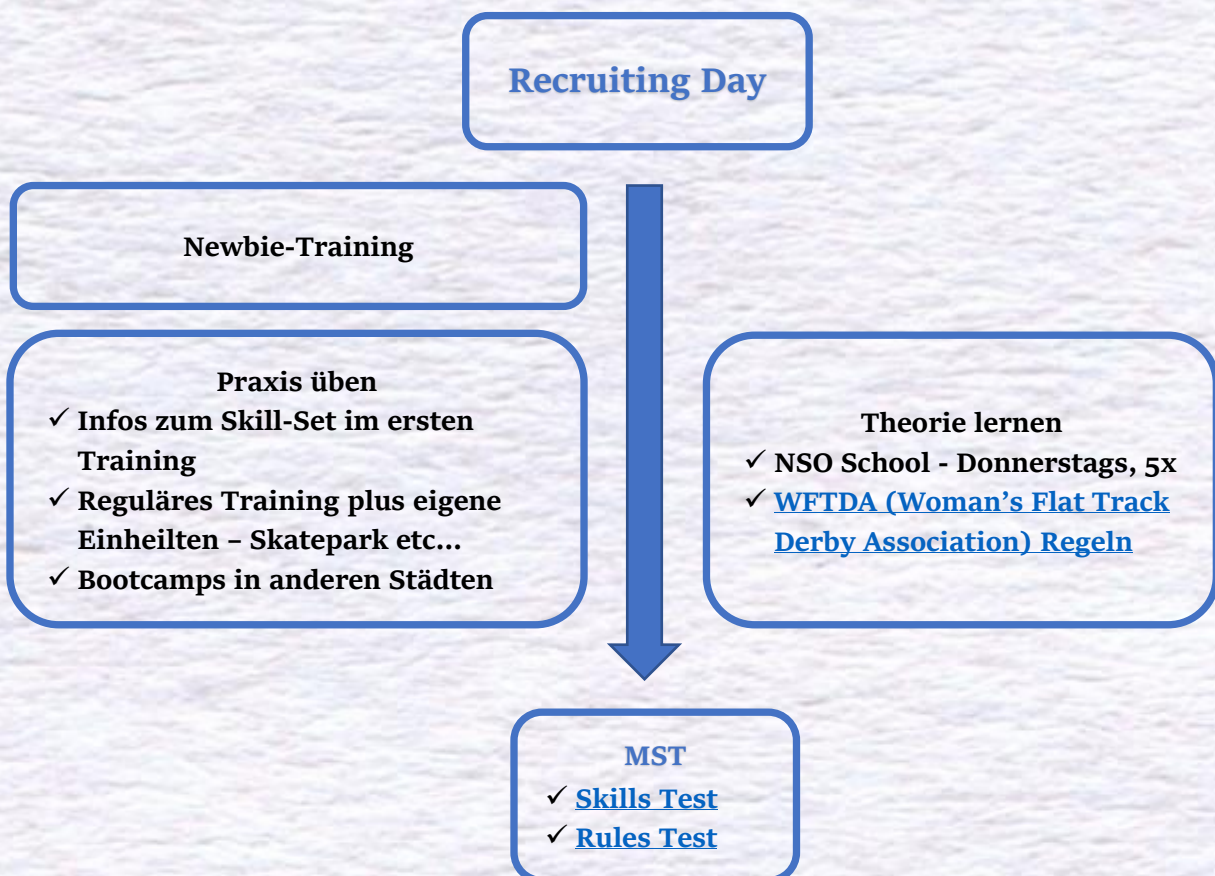 Recruiting Day
Newbie-Training
Praxis üben
✓ Infos zum Skill-Set im ersten
Training
✓ Reguläres Training plus eigene
Einheilten – Skatepark etc…
✓ Bootcamps in anderen Städten
Theorie lernen
✓ NSO School - Donnerstags, 5x
✓ WFTDA (Woman’s Flat Track
Derby Association) Regeln
MST
✓ Skills Test
✓ Rules Test